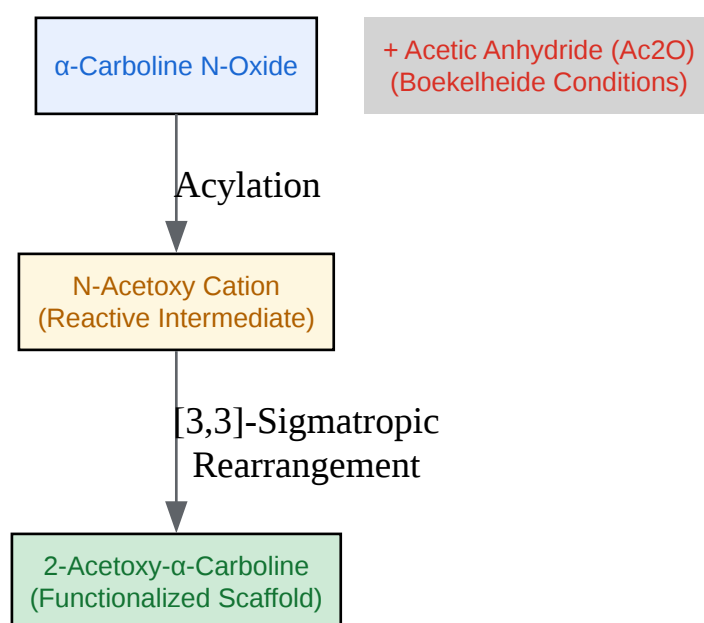 α-Carboline N-Oxide
+ Acetic Anhydride (Ac2O)
(Boekelheide Conditions)
Acylation
N-Acetoxy Cation
(Reactive Intermediate)
[3,3]-Sigmatropic
Rearrangement
2-Acetoxy-α-Carboline
(Functionalized Scaffold)